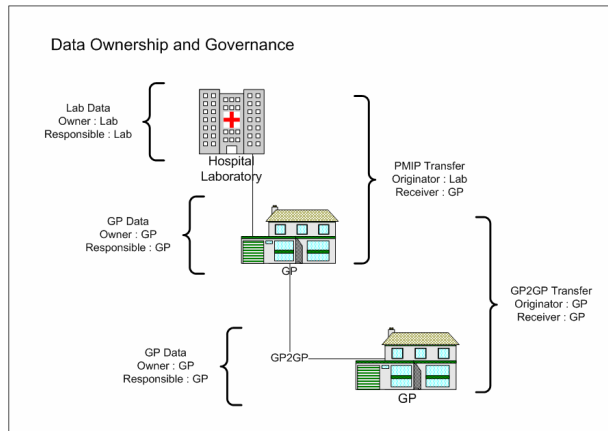 Data Ownership and Governance
Lab Data
Owner : Lab
Responsible : Lab
Hospital
Laboratory
PMIP Transfer
Originator : Lab
Receiver : GP
GP Data
Owner : GP
Responsible : GP
GP
GP2GP Transfer
Originator : GP
Receiver : GP
GP Data
Owner : GP
Responsible : GP
GP2GP
GP